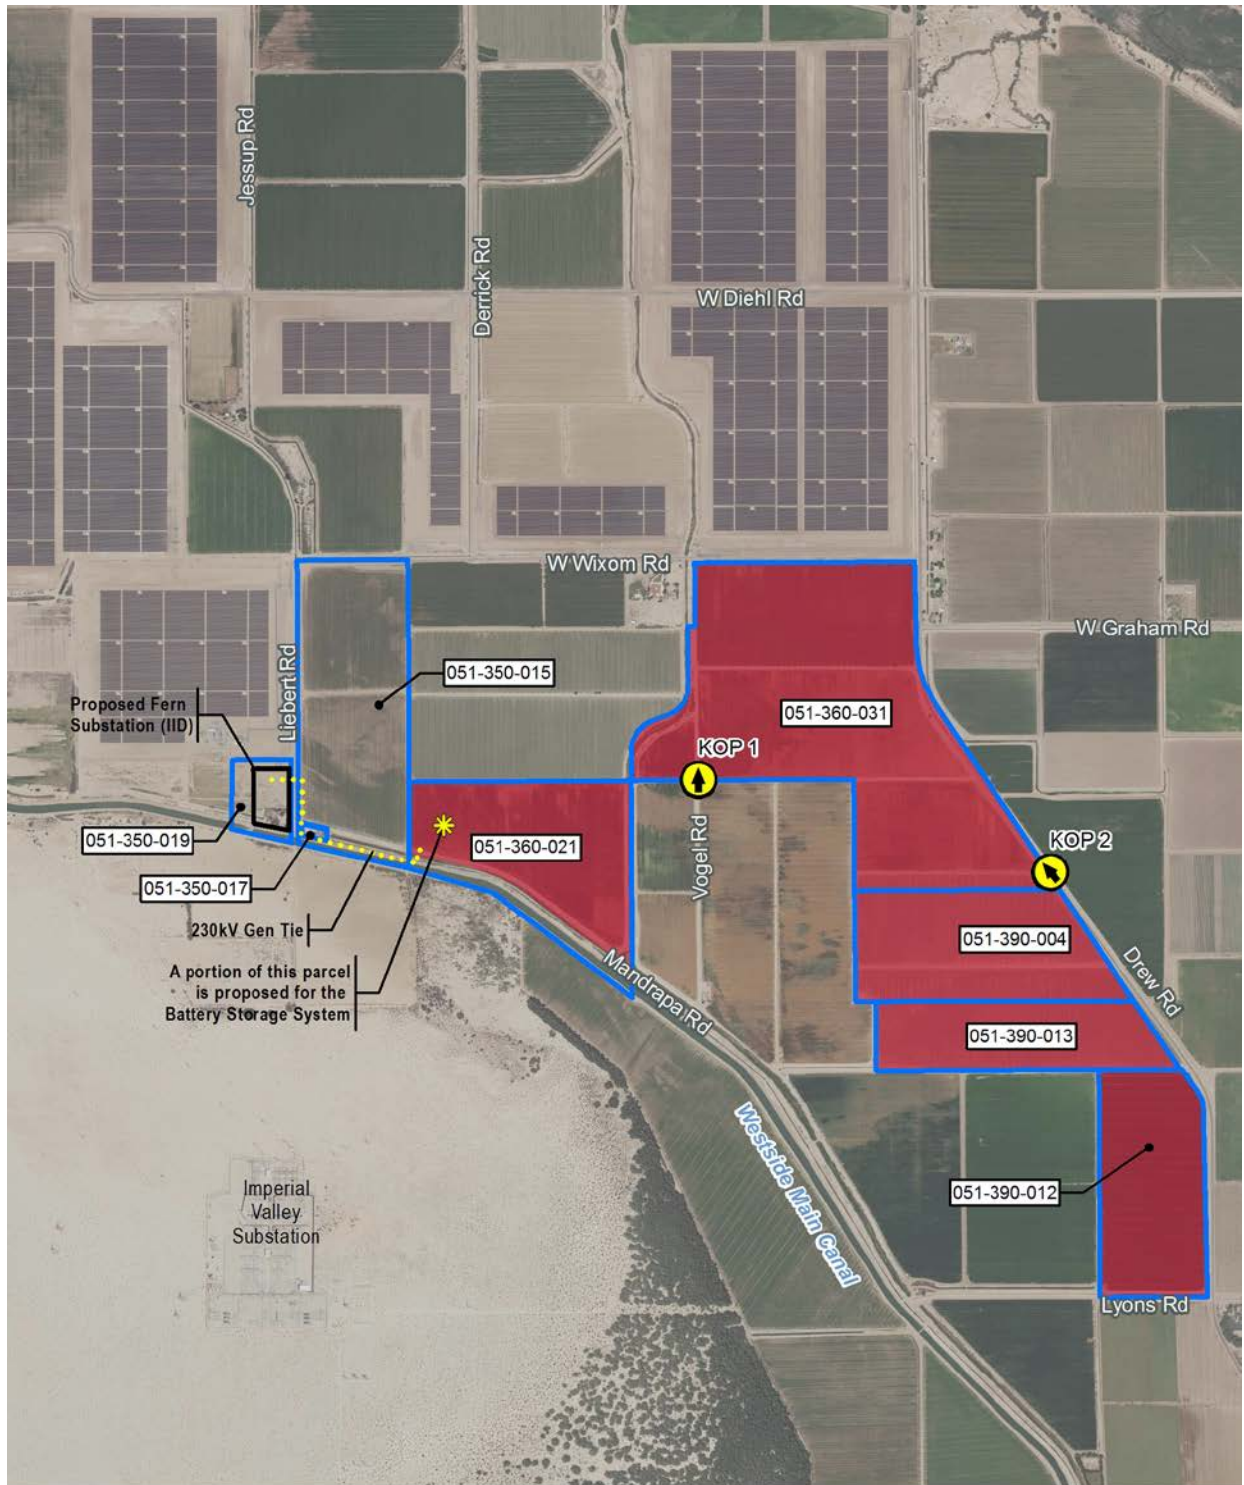 Jessup Rd
Derrick Rd
W Diehl Rd
W Wixom Rd
W Graham Rd
Liebert Rd
051-350-015
Proposed Fern
Substation (IID)
051-360-031
KOP 1
051-350-019
051-360-021
Vogel Rd
KOP 2
051-350-017
230kV Gen Tie
051-390-004
Drew Rd
A portion of this parcel
is proposed for the
Battery Storage System
Mandrapa Rd
051-390-013
Westside Main Canal
Imperial
Valley
Substation
051-390-012
Lyons Rd